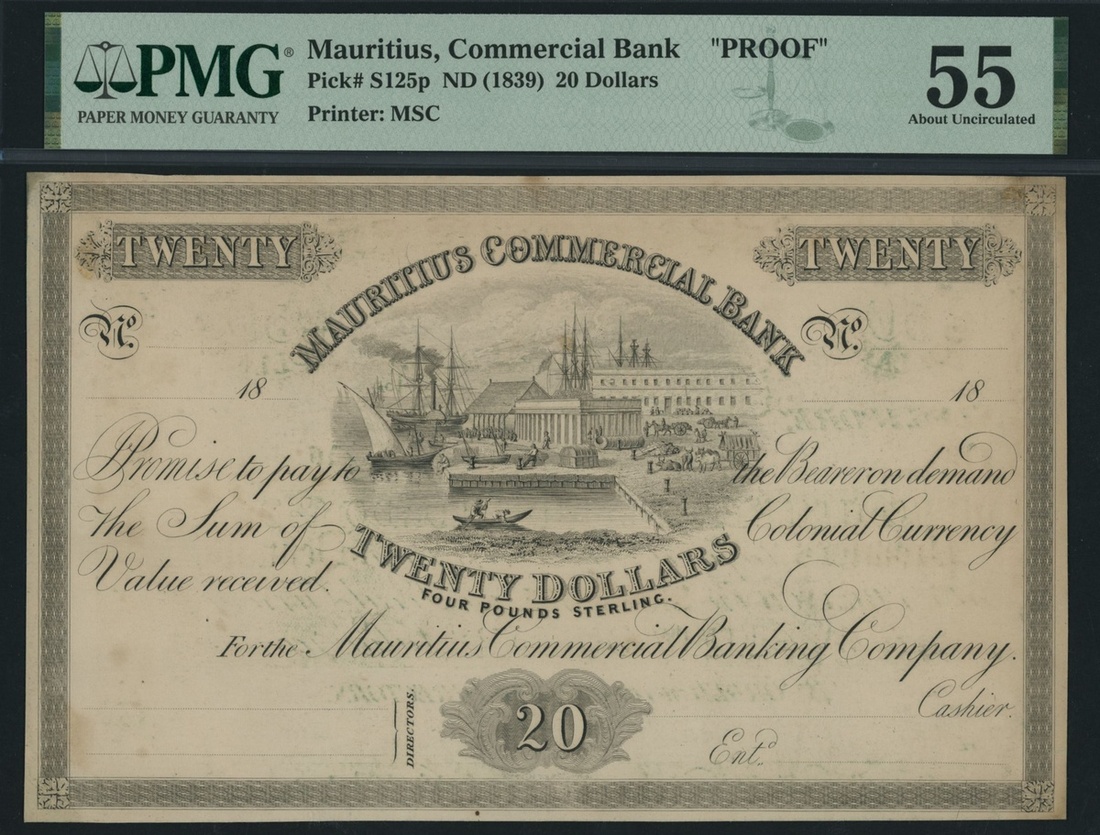 PMG® Mauritius, Commercial Bank "PROOF" 55
PAPER MONEY GUARANTY Pick# S125p ND (1839) 20 Dollars About Uncirculated
Printer: MSC
TWENTY TWENTY
MAURITIUS COMMERCIAL BANK
No. No.
18 18
Promise to pay to the Bearer on demand
The Sum of Colonial Currency
TWENTY DOLLARS
Value received.
FOUR POUNDS STERLING.
For the Mauritius Commercial Banking Company.
Cashier.
DIRECTORS.
20
Entd.